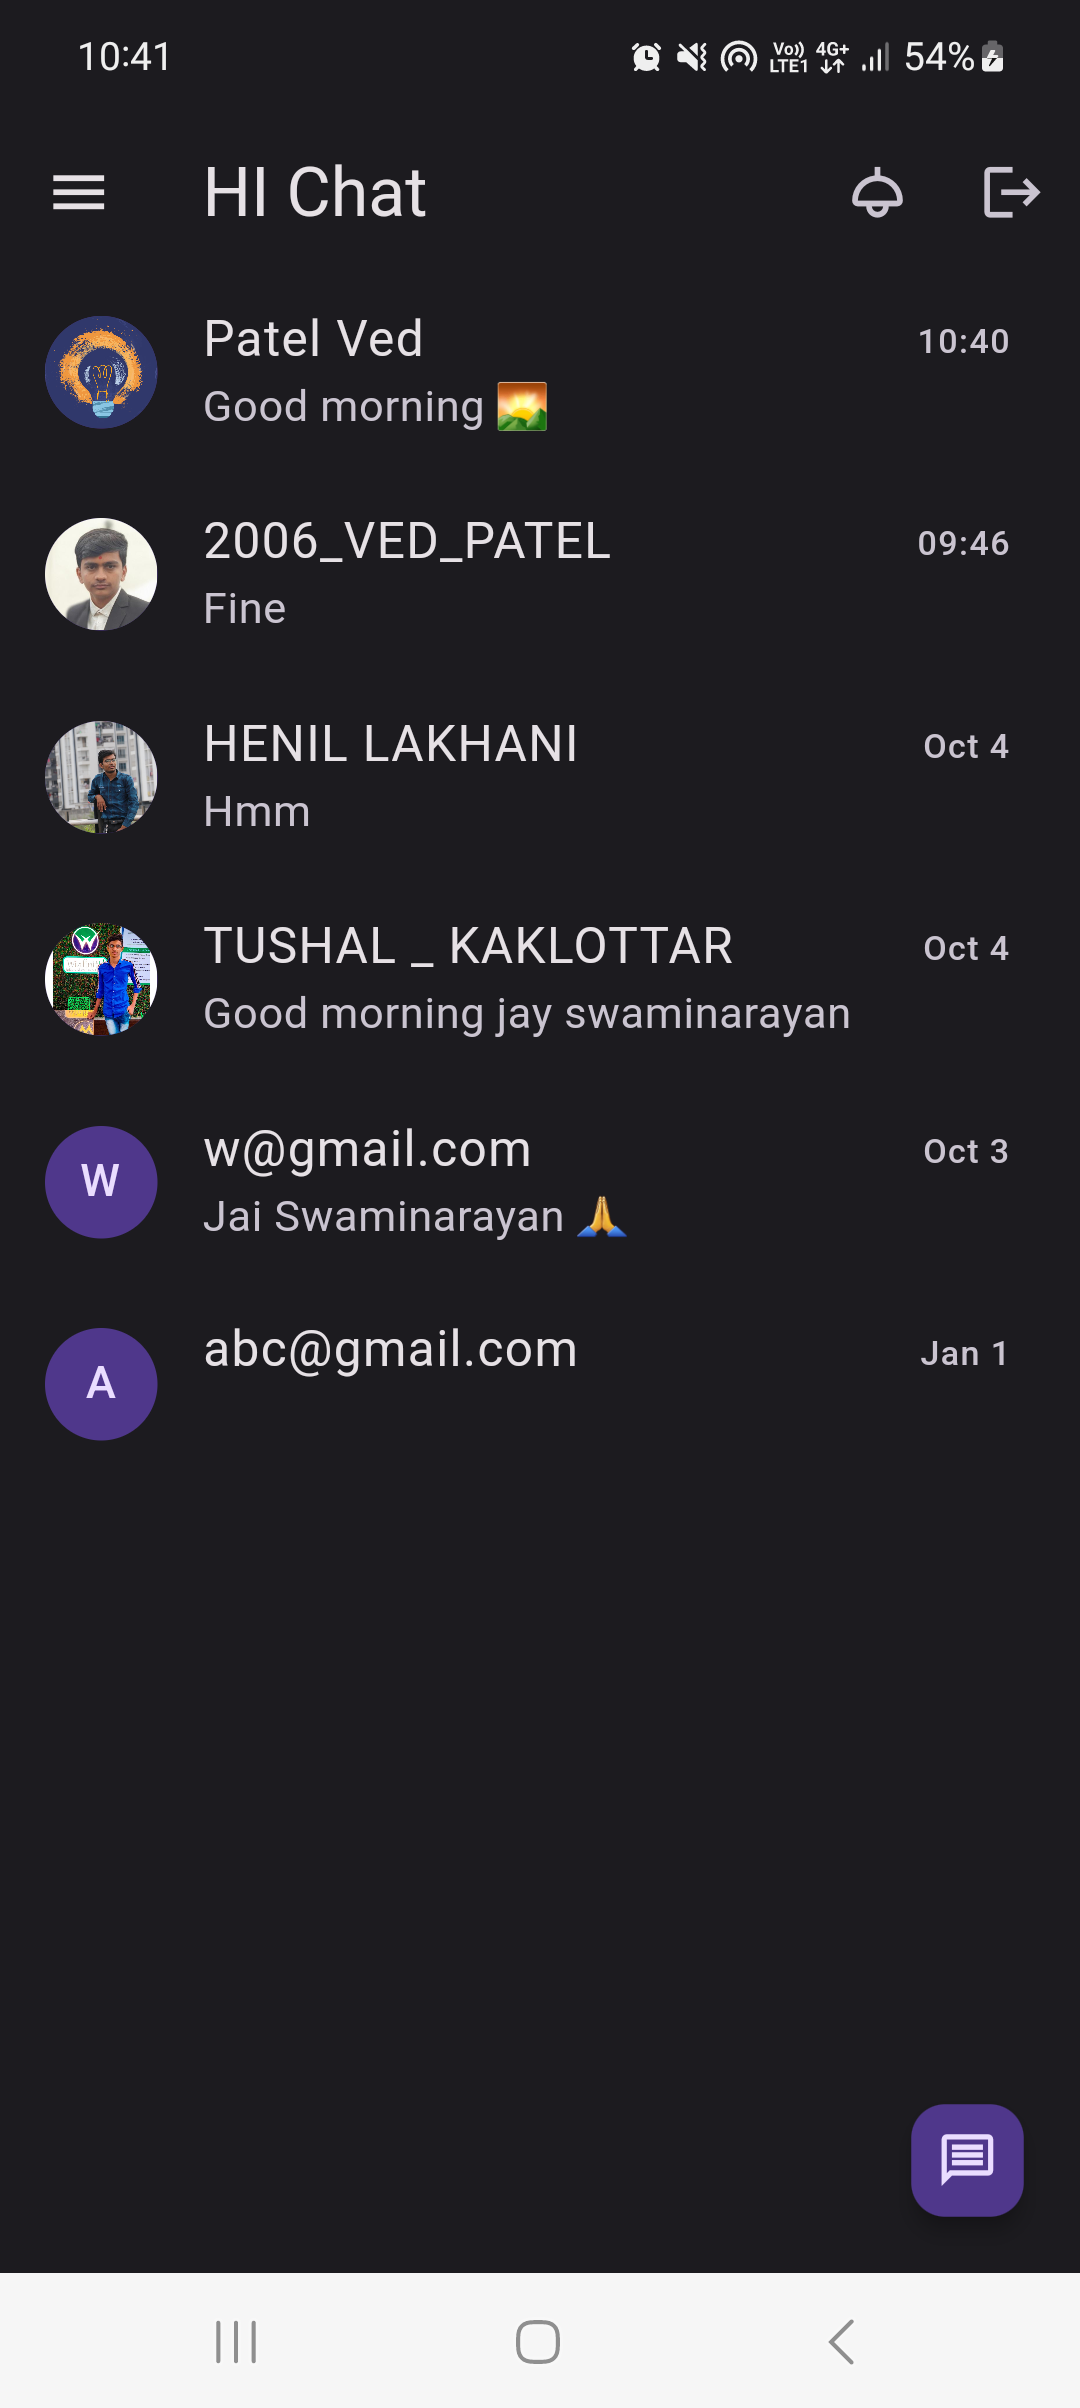 10:41
Vo)) LTE1 4G+ 54%
HI Chat
Patel Ved 10:40
Good morning 🌄
2006_VED_PATEL 09:46
Fine
HENIL LAKHANI Oct 4
Hmm
TUSHAL _ KAKLOTTAR Oct 4
Good morning jay swaminarayan
W
w@gmail.com Oct 3
Jai Swaminarayan 🙏
A
abc@gmail.com Jan 1